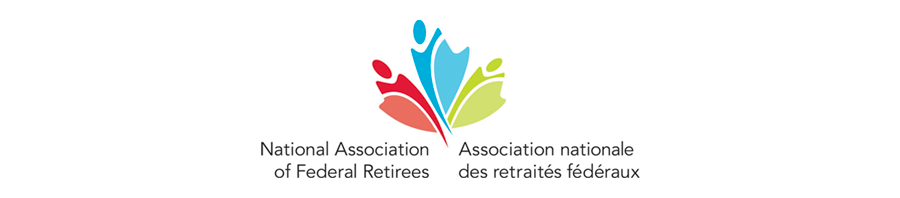 National Association
of Federal Retirees
Association nationale
des retraités fédéraux